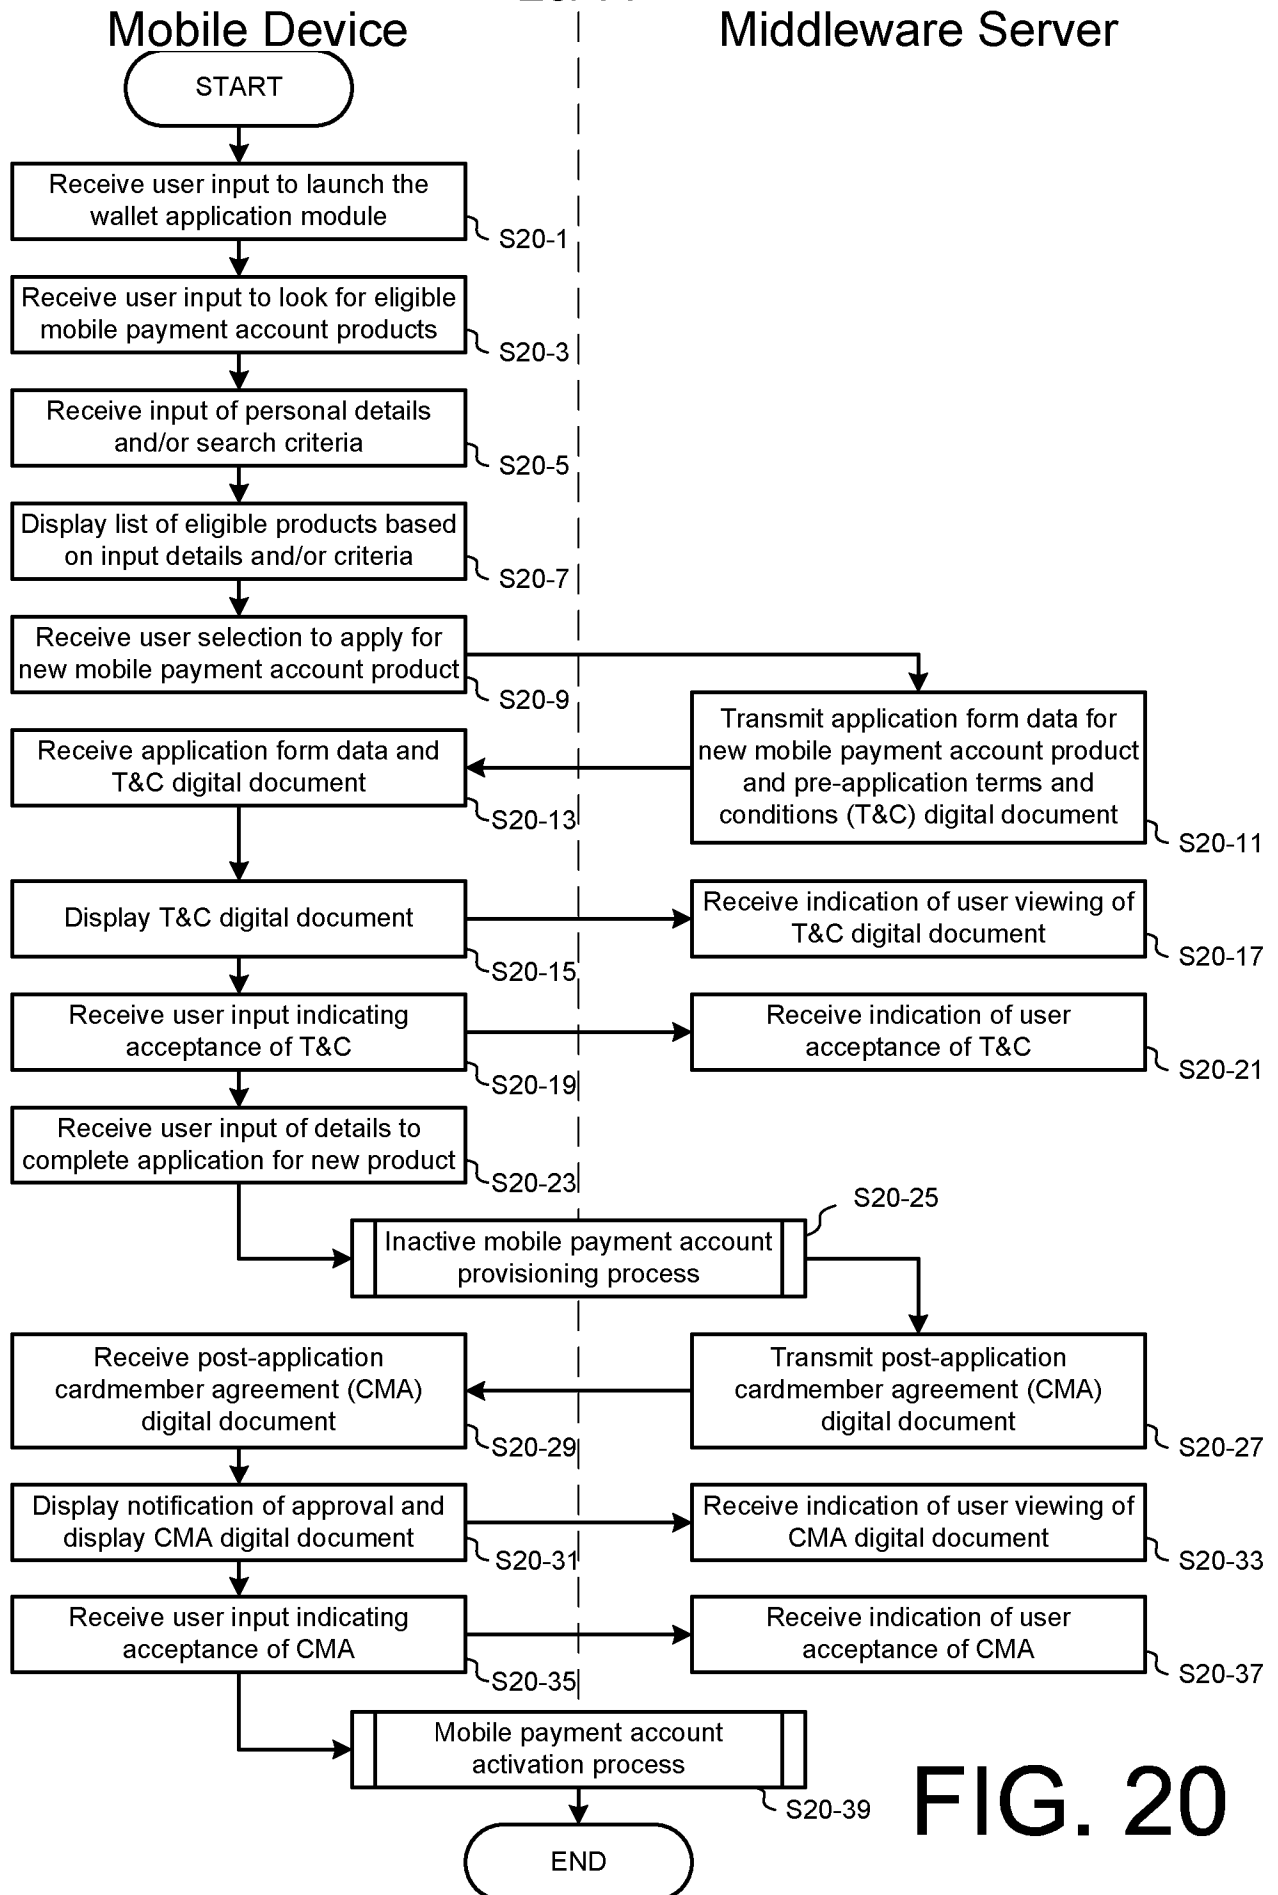 Mobile Device
Middleware Server
START
Receive user input to launch the
wallet application module
S20-1
Receive user input to look for eligible
mobile payment account products
S20-3
Receive input of personal details
and/or search criteria
S20-5
Display list of eligible products based
on input details and/or criteria
S20-7
Receive user selection to apply for
new mobile payment account product
S20-9
Transmit application form data for
new mobile payment account product
and pre-application terms and
conditions (T&C) digital document
S20-11
Receive application form data and
T&C digital document
S20-13
Display T&C digital document
S20-15
Receive indication of user viewing of
T&C digital document
S20-17
Receive user input indicating
acceptance of T&C
S20-19
Receive indication of user
acceptance of T&C
S20-21
Receive user input of details to
complete application for new product
S20-23
Inactive mobile payment account
provisioning process
S20-25
Transmit post-application
cardmember agreement (CMA)
digital document
S20-27
Receive post-application
cardmember agreement (CMA)
digital document
S20-29
Display notification of approval and
display CMA digital document
S20-31
Receive indication of user viewing of
CMA digital document
S20-33
Receive user input indicating
acceptance of CMA
S20-35
Receive indication of user
acceptance of CMA
S20-37
Mobile payment account
activation process
S20-39
END
FIG. 20